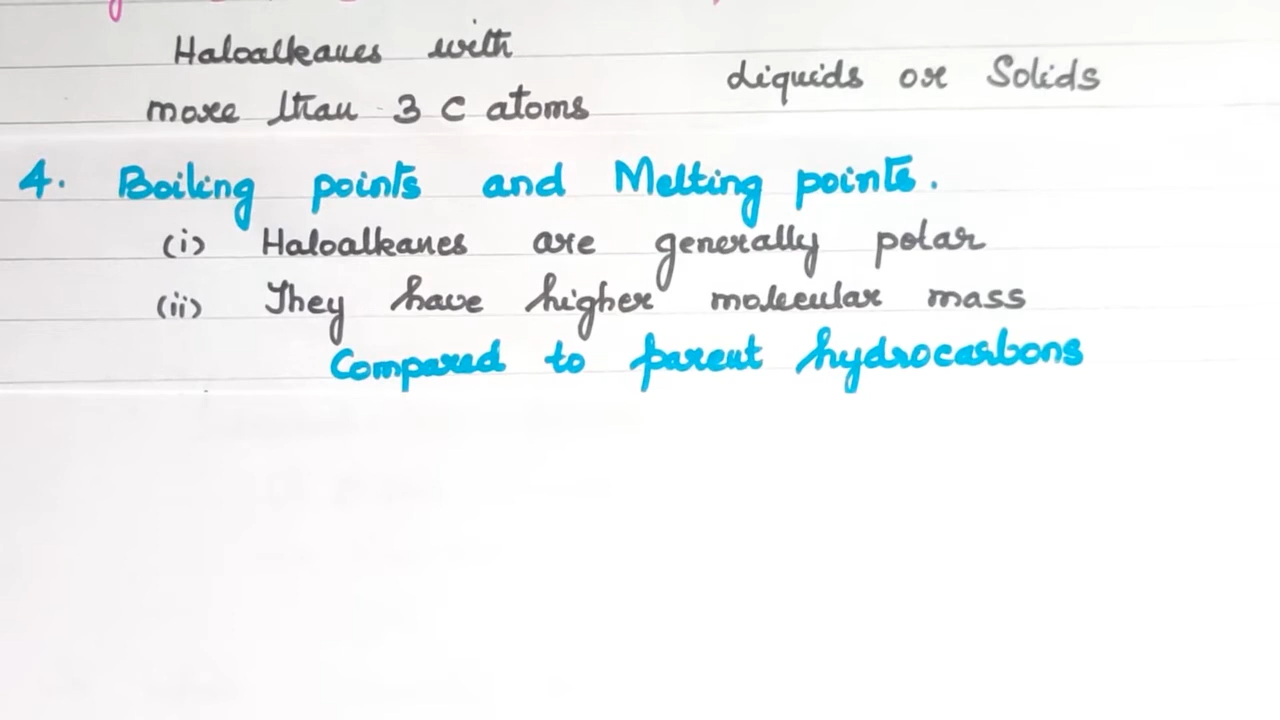 Haloalkanes with
more than 3 C atoms
Liquids or Solids
4. Boiling points and Melting points.
(i) Haloalkanes are generally polar
(ii) They have higher molecular mass
Compared to parent hydrocarbons